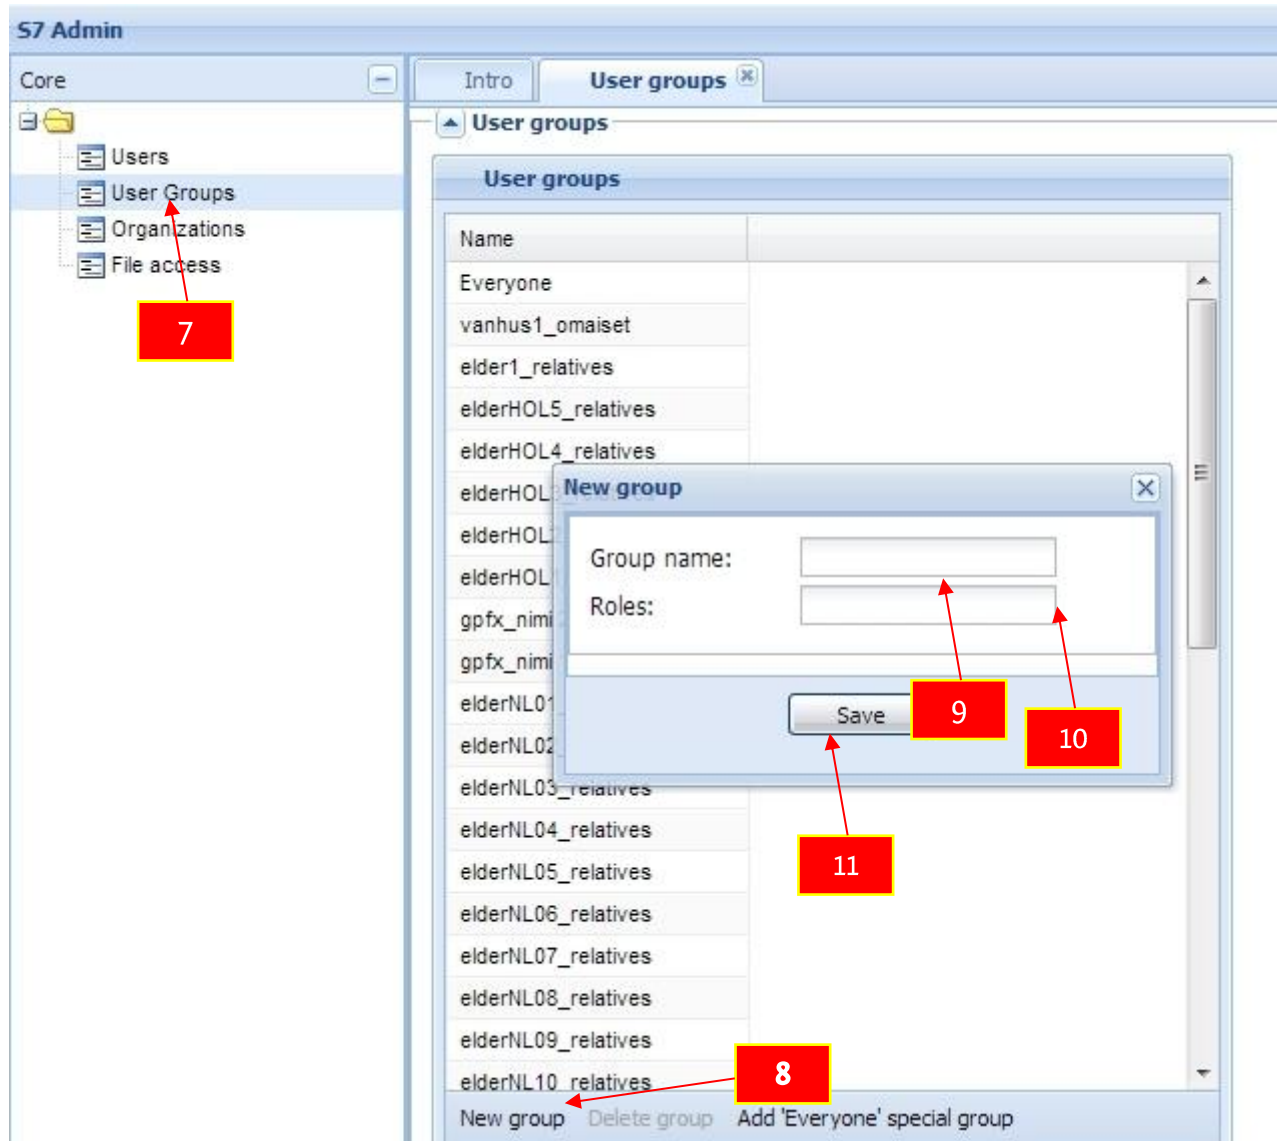 S7 Admin
Core
Users
User Groups
Organizations
File access
7
Intro
User groups
User groups
User groups
Name
Everyone
vanhus1_omaiset
elder1_relatives
elderHOL5_relatives
elderHOL4_relatives
elderHOL
elderHOL
elderHOL
gpfx_nimi
gpfx_nimi
elderNL01
elderNL02
elderNL03_relatives
elderNL04_relatives
elderNL05_relatives
elderNL06_relatives
elderNL07_relatives
elderNL08_relatives
elderNL09_relatives
elderNL10_relatives
New group
Group name:
Roles:
Save
9
10
11
8
New group Delete group Add 'Everyone' special group